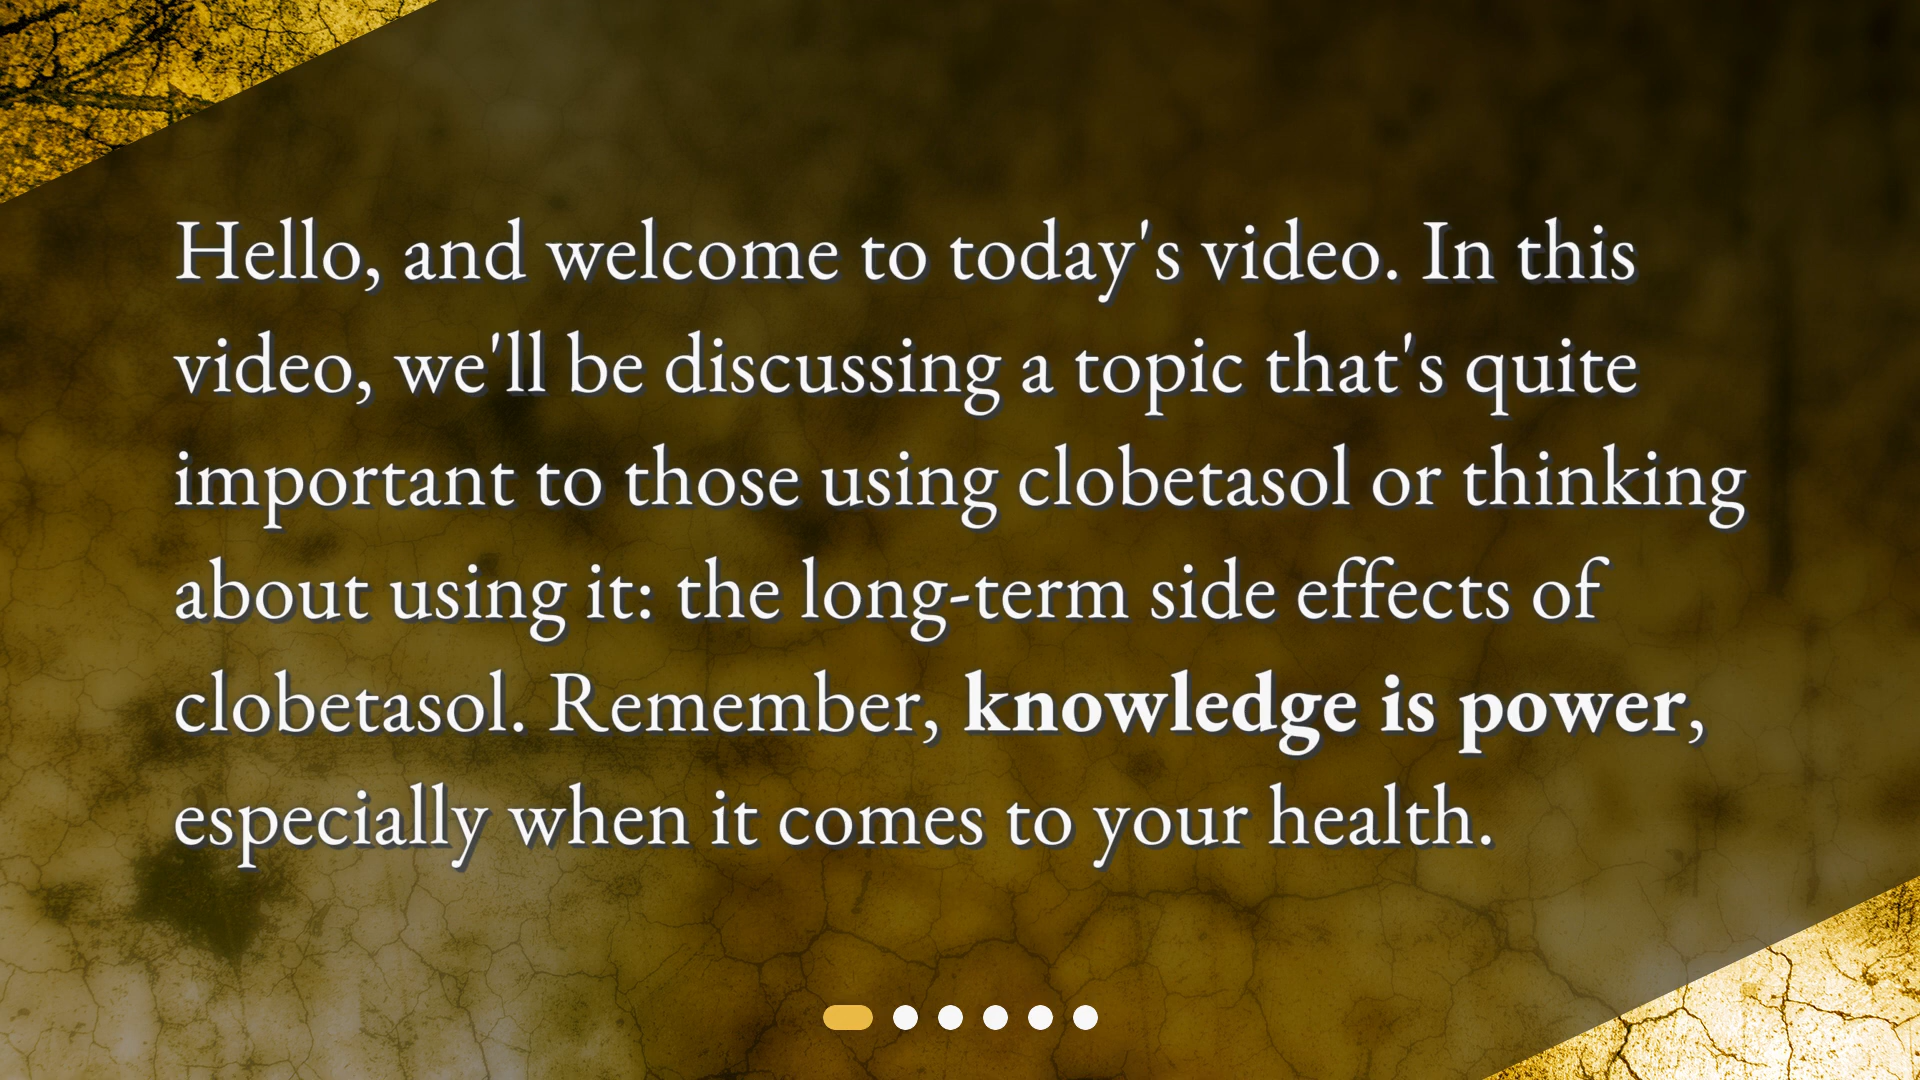 Hello, and welcome to today's video. In this
video, we'll be discussing a topic that's quite
important to those using clobetasol or thinking
about using it: the long-term side effects of
clobetasol. Remember, knowledge is power,
especially when it comes to your health.